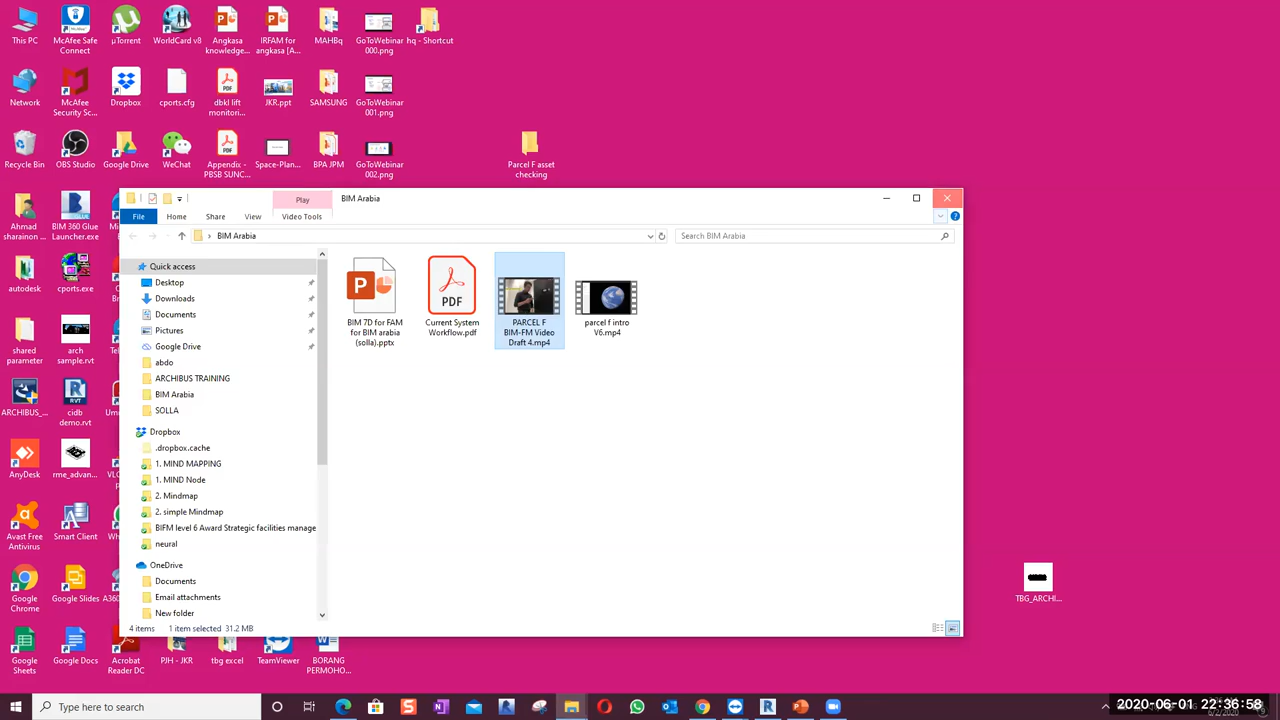 This PC
McAfee Safe
Connect
µTorrent
WorldCard v8
Angkasa
knowledge...
IRFAM for
angkasa [A...
MAHBq
GoToWebinar
000.png
hq - Shortcut
Network
McAfee
Security Sc...
Dropbox
cports.cfg
dbkl lift
monitori...
JKR.ppt
SAMSUNG
GoToWebinar
001.png
Recycle Bin
OBS Studio
Google Drive
WeChat
Appendix -
PBSB SUNC...
Space-Plan...
BPA JPM
GoToWebinar
002.png
Parcel F asset
checking
Ahmad
sharainon ...
BIM 360 Glue
Launcher.exe
autodesk
cports.exe
shared
parameter
arch
sample.rvt
ARCHIBUS_...
cidb
demo.rvt
AnyDesk
rme_advan...
Avast Free
Antivirus
Smart Client
Google
Chrome
Google Slides
A360
Google
Sheets
Google Docs
Acrobat
Reader DC
PJH - JKR
tbg excel
TeamViewer
BORANG
PERMOHO...
TBG_ARCHI...
Play
BIM Arabia
File
Home
Share
View
Video Tools
BIM Arabia
Search BIM Arabia
Quick access
Desktop
Downloads
Documents
Pictures
Google Drive
abdo
ARCHIBUS TRAINING
BIM Arabia
SOLLA
Dropbox
.dropbox.cache
1. MIND MAPPING
1. MIND Node
2. Mindmap
2. simple Mindmap
BIFM level 6 Award Strategic facilities manage
neural
OneDrive
Documents
Email attachments
New folder
BIM 7D for FAM
for BIM arabia
(solla).pptx
PDF
Current System
Workflow.pdf
PARCEL F
BIM-FM Video
Draft 4.mp4
parcel f intro
V6.mp4
4 items
1 item selected 31.2 MB
Type here to search
2020-06-01 22:36:58